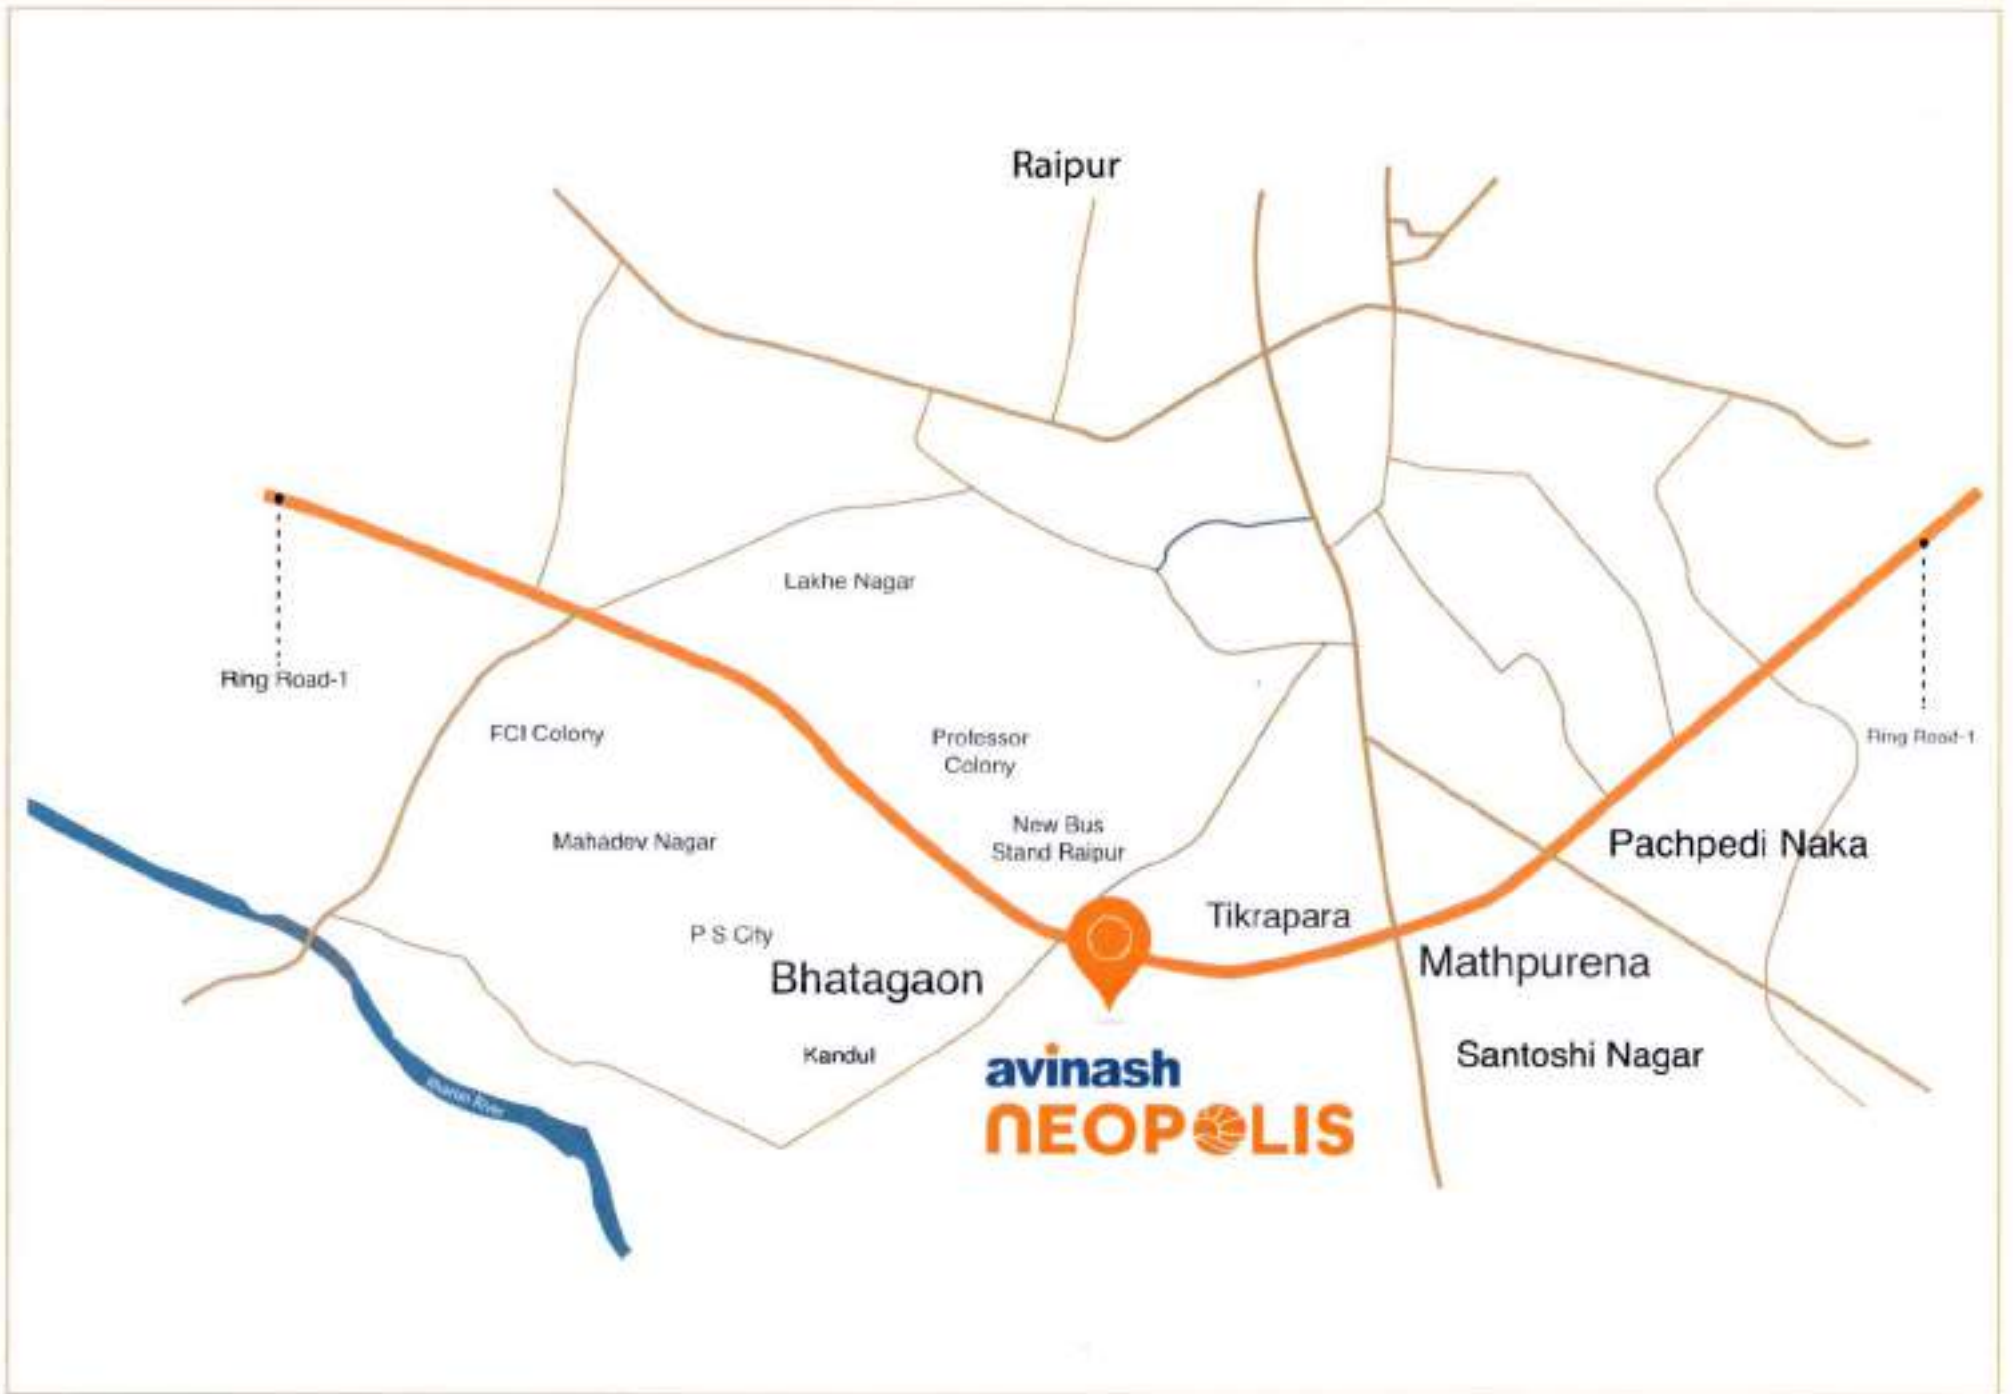 Raipur
Lakhe Nagar
Ring Road-1
FCI Colony
Professor
Colony
Ring Road-1
New Bus
Stand Raipur
Mahadev Nagar
Pachpedi Naka
Tikrapara
P S City
Mathpurena
Bhatagaon
Kandul
Santoshi Nagar
avinash
NEOPOLIS
River